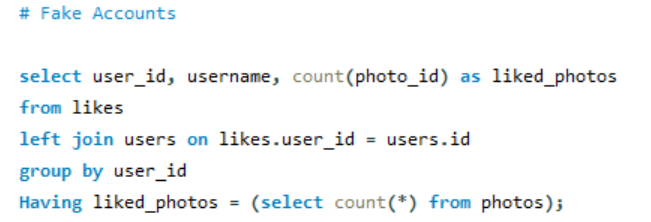 # Fake Accounts
select user_id, username, count(photo_id) as liked_photos
from likes
left join users on likes.user_id = users.id
group by user_id
Having liked_photos = (select count(*) from photos);